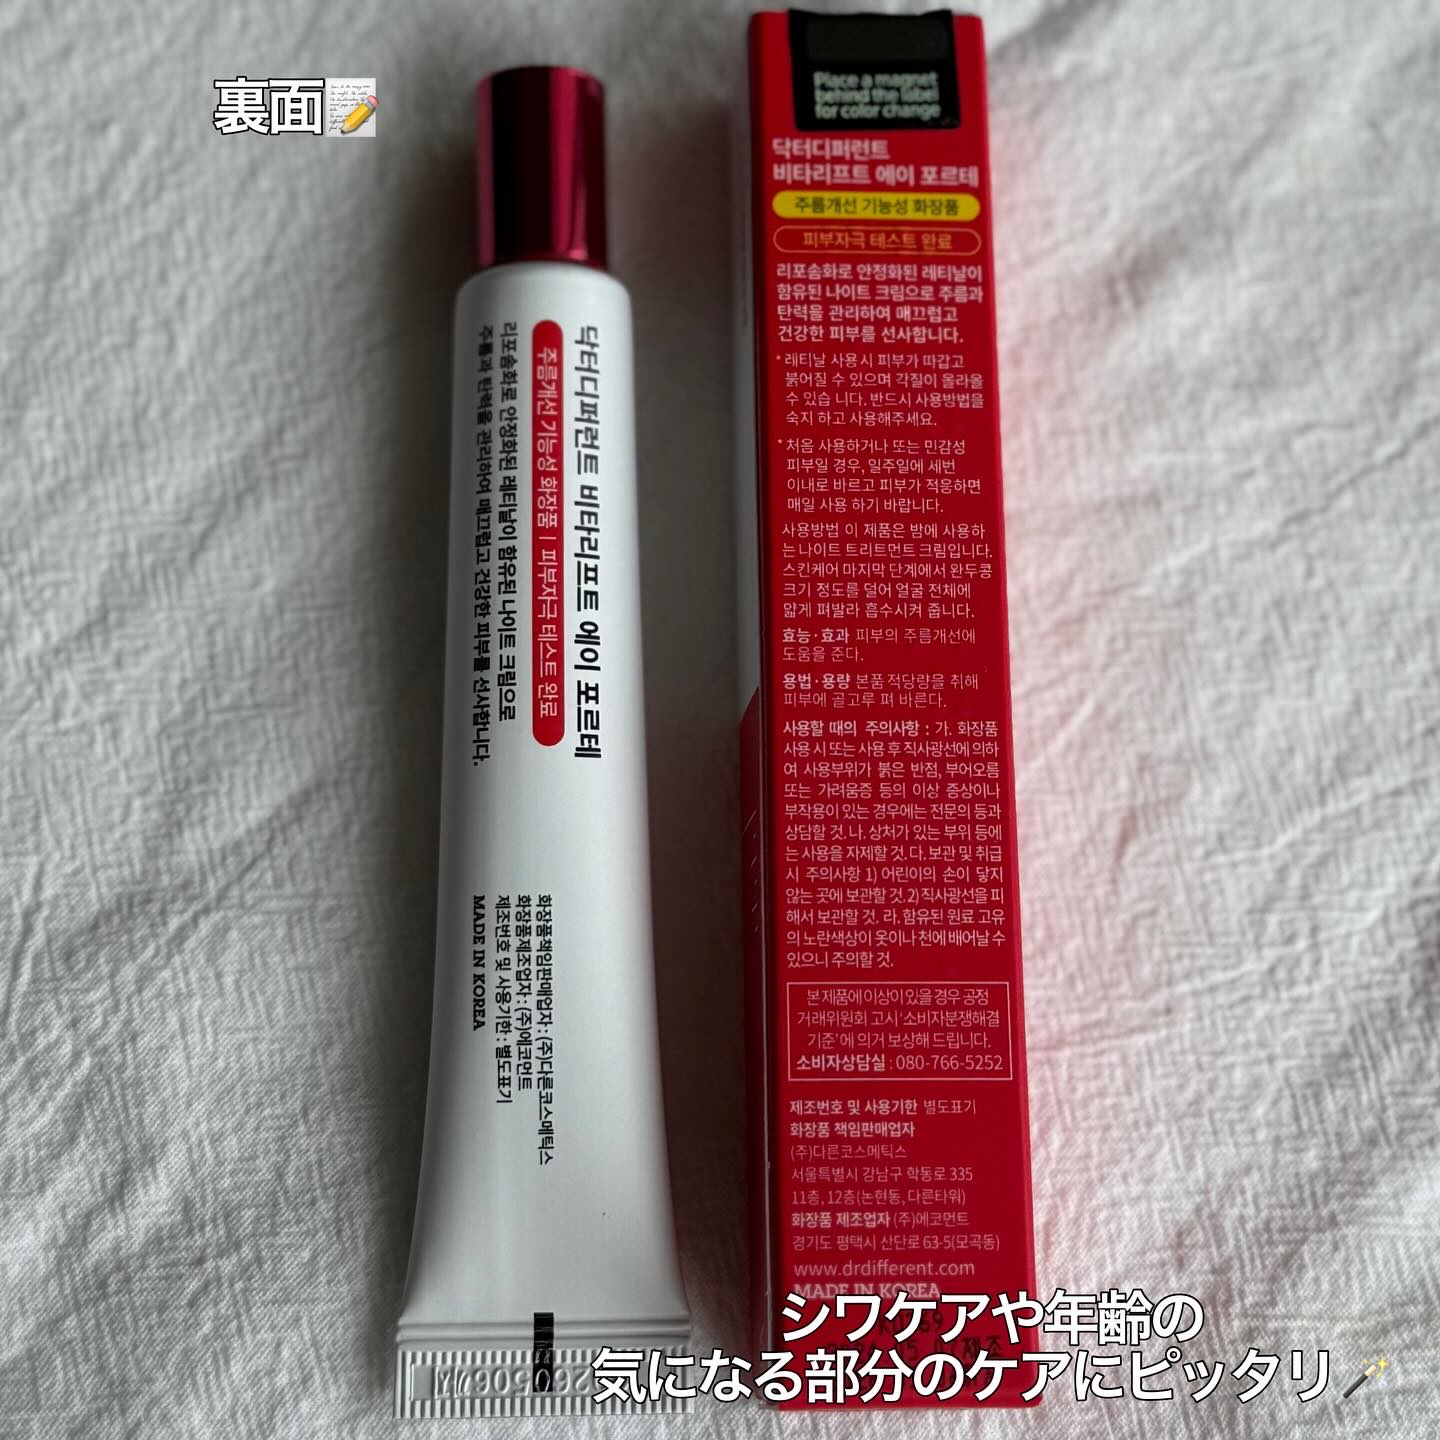 裏面
닥터디퍼런트 비타리프트 에이 포르테
주름개선 기능성 화장품 | 피부자극 테스트 완료
리포솜화로 안정화된 레티날이 함유된 나이트 크림으로
주름과 탄력을 관리하여 매끄럽고 건강한 피부를 선사합니다.
화장품책임판매업자 : (주)다른코스메틱스
화장품제조업자 : (주)에코먼트
제조번호 및 사용기한 : 별도표기
MADE IN KOREA
Place a magnet
behind the label
for color change
닥터디퍼런트
비타리프트 에이 포르테
주름개선 기능성 화장품
피부자극 테스트 완료
리포솜화로 안정화된 레티날이
함유된 나이트 크림으로 주름과
탄력을 관리하여 매끄럽고
건강한 피부를 선사합니다.
* 레티날 사용시 피부가 따갑고
붉어질 수 있으며 각질이 올라올
수 있습 니다. 반드시 사용방법을
숙지 하고 사용해주세요.
* 처음 사용하거나 또는 민감성
피부일 경우, 일주일에 세번
이내로 바르고 피부가 적응하면
매일 사용 하기 바랍니다.
사용방법 이 제품은 밤에 사용하
는 나이트 트리트먼트 크림입니다.
스킨케어 마지막 단계에서 완두콩
크기 정도를 덜어 얼굴 전체에
얇게 펴발라 흡수시켜 줍니다.
효능·효과 피부의 주름개선에
도움을 준다.
용법·용량 본품 적당량을 취해
피부에 골고루 펴 바른다.
사용할 때의 주의사항 : 가. 화장품
사용 시 또는 사용 후 직사광선에 의하
여 사용부위가 붉은 반점, 부어오름
또는 가려움증 등의 이상 증상이나
부작용이 있는 경우에는 전문의 등과
상담할 것. 나. 상처가 있는 부위 등에
는 사용을 자제할 것. 다. 보관 및 취급
시 주의사항 1) 어린이의 손이 닿지
않는 곳에 보관할 것. 2) 직사광선을 피
해서 보관할 것. 라. 함유된 원료 고유
의 노란색상이 옷이나 천에 배어날 수
있으니 주의할 것.
본 제품에 이상이 있을 경우 공정
거래위원회 고시 '소비자분쟁해결
기준'에 의거 보상해 드립니다.
소비자상담실 : 080-766-5252
제조번호 및 사용기한 별도표기
화장품 책임판매업자
(주)다른코스메틱스
서울특별시 강남구 학동로 335
11층, 12층(논현동, 다른타워)
화장품 제조업자 (주)에코먼트
경기도 평택시 산단로 63-5(모곡동)
www.drdifferent.com
MADE IN KOREA
シワケアや年齢の
気になる部分のケアにピッタリ